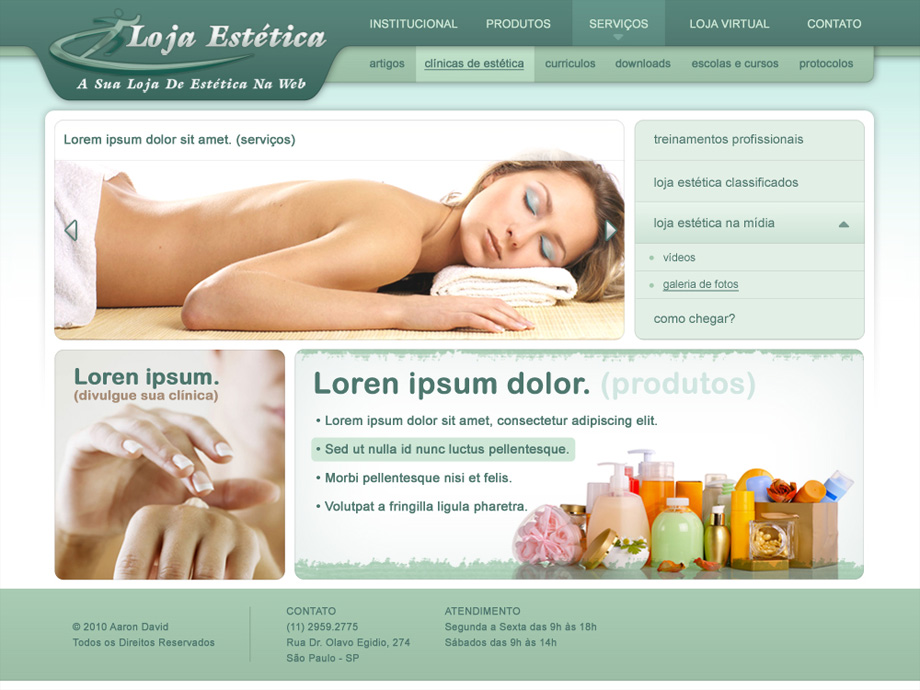 Loja Estética
A Sua Loja De Estética Na Web
INSTITUCIONAL PRODUTOS SERVIÇOS LOJA VIRTUAL CONTATO
artigos clínicas de estética curriculos downloads escolas e cursos protocolos
Lorem ipsum dolor sit amet. (serviços)
treinamentos profissionais
loja estética classificados
loja estética na mídia
vídeos
galeria de fotos
como chegar?
Loren ipsum.
(divulgue sua clínica)
Loren ipsum dolor. (produtos)
• Lorem ipsum dolor sit amet, consectetur adipiscing elit.
• Sed ut nulla id nunc luctus pellentesque.
• Morbi pellentesque nisi et felis.
• Volutpat a fringilla ligula pharetra.
© 2010 Aaron David
Todos os Direitos Reservados
CONTATO
(11) 2959.2775
Rua Dr. Olavo Egidio, 274
São Paulo - SP
ATENDIMENTO
Segunda a Sexta das 9h às 18h
Sábados das 9h às 14h